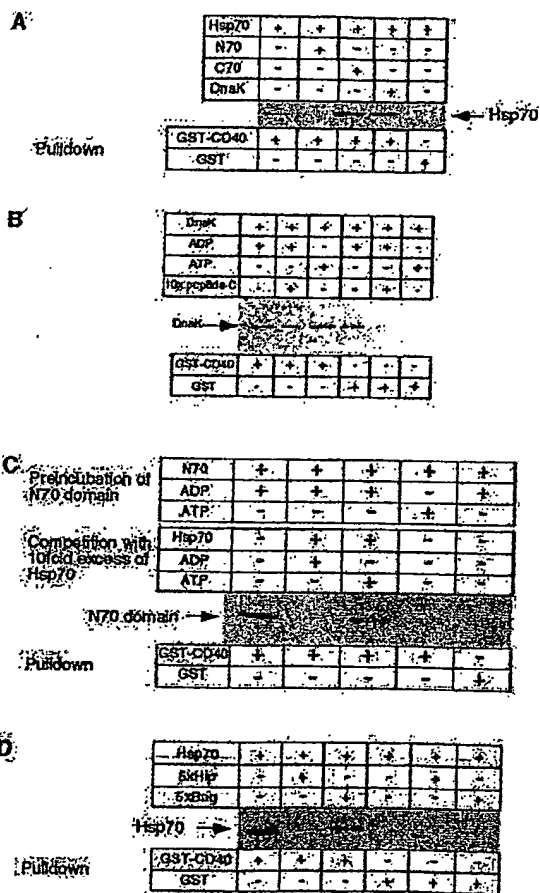 A
Hsp70 + + + + +
N70 - + - - -
C70 - - + - -
DnaK - - - + -
Hsp70
Pulldown
GST-CD40 + + + + -
GST - - - - +
B
DnaK + + + + + +
ADP + + - + + -
ATP - - + - - +
10x peptide-C - + - - + -
DnaK
GST-CD40 + + + - - -
GST - - - + + +
C
Preincubation of N70 domain
N70 + + + + +
ADP + + + - +
ATP - - - + -
Competition with 10fold excess of Hsp70
Hsp70 - + + - -
ADP - + - - -
ATP - - + - -
N70 domain
Pulldown
GST-CD40 + + + + -
GST - - - - +
D
Hsp70 + + + + + +
5xHip - + - - + -
5xBag - - + - - +
Hsp70
Pulldown
GST-CD40 + + + - - -
GST - - - + + +